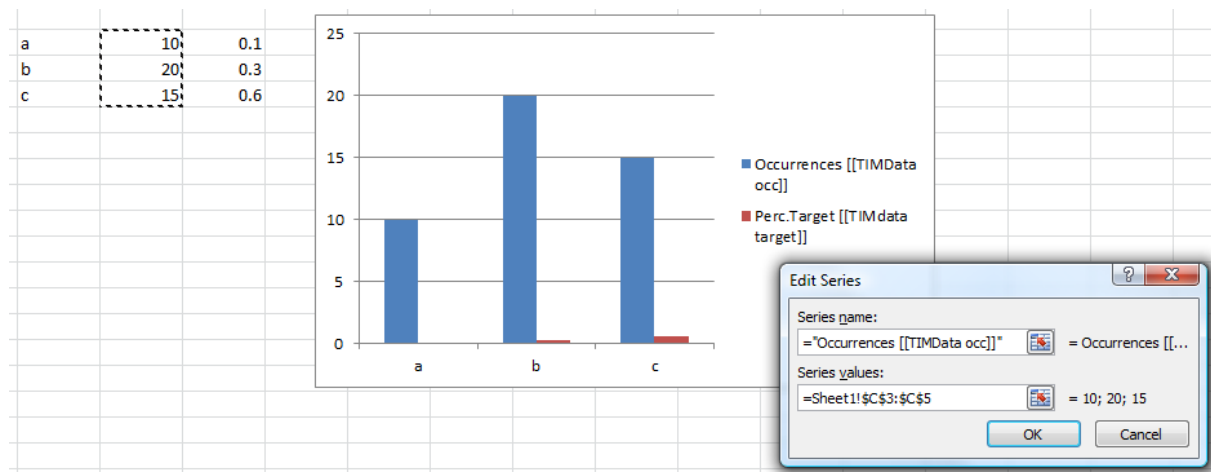 a 10 0.1
b 20 0.3
c 15 0.6
25
20
15
10
5
0
a b c
Occurrences [[TIMData
occ]]
Perc.Target [[TIMdata
target]]
Edit Series
?
X
Series name:
="Occurrences [[TIMData occ]]" = Occurrences [[...
Series values:
=Sheet1!$C$3:$C$5 = 10; 20; 15
OK Cancel